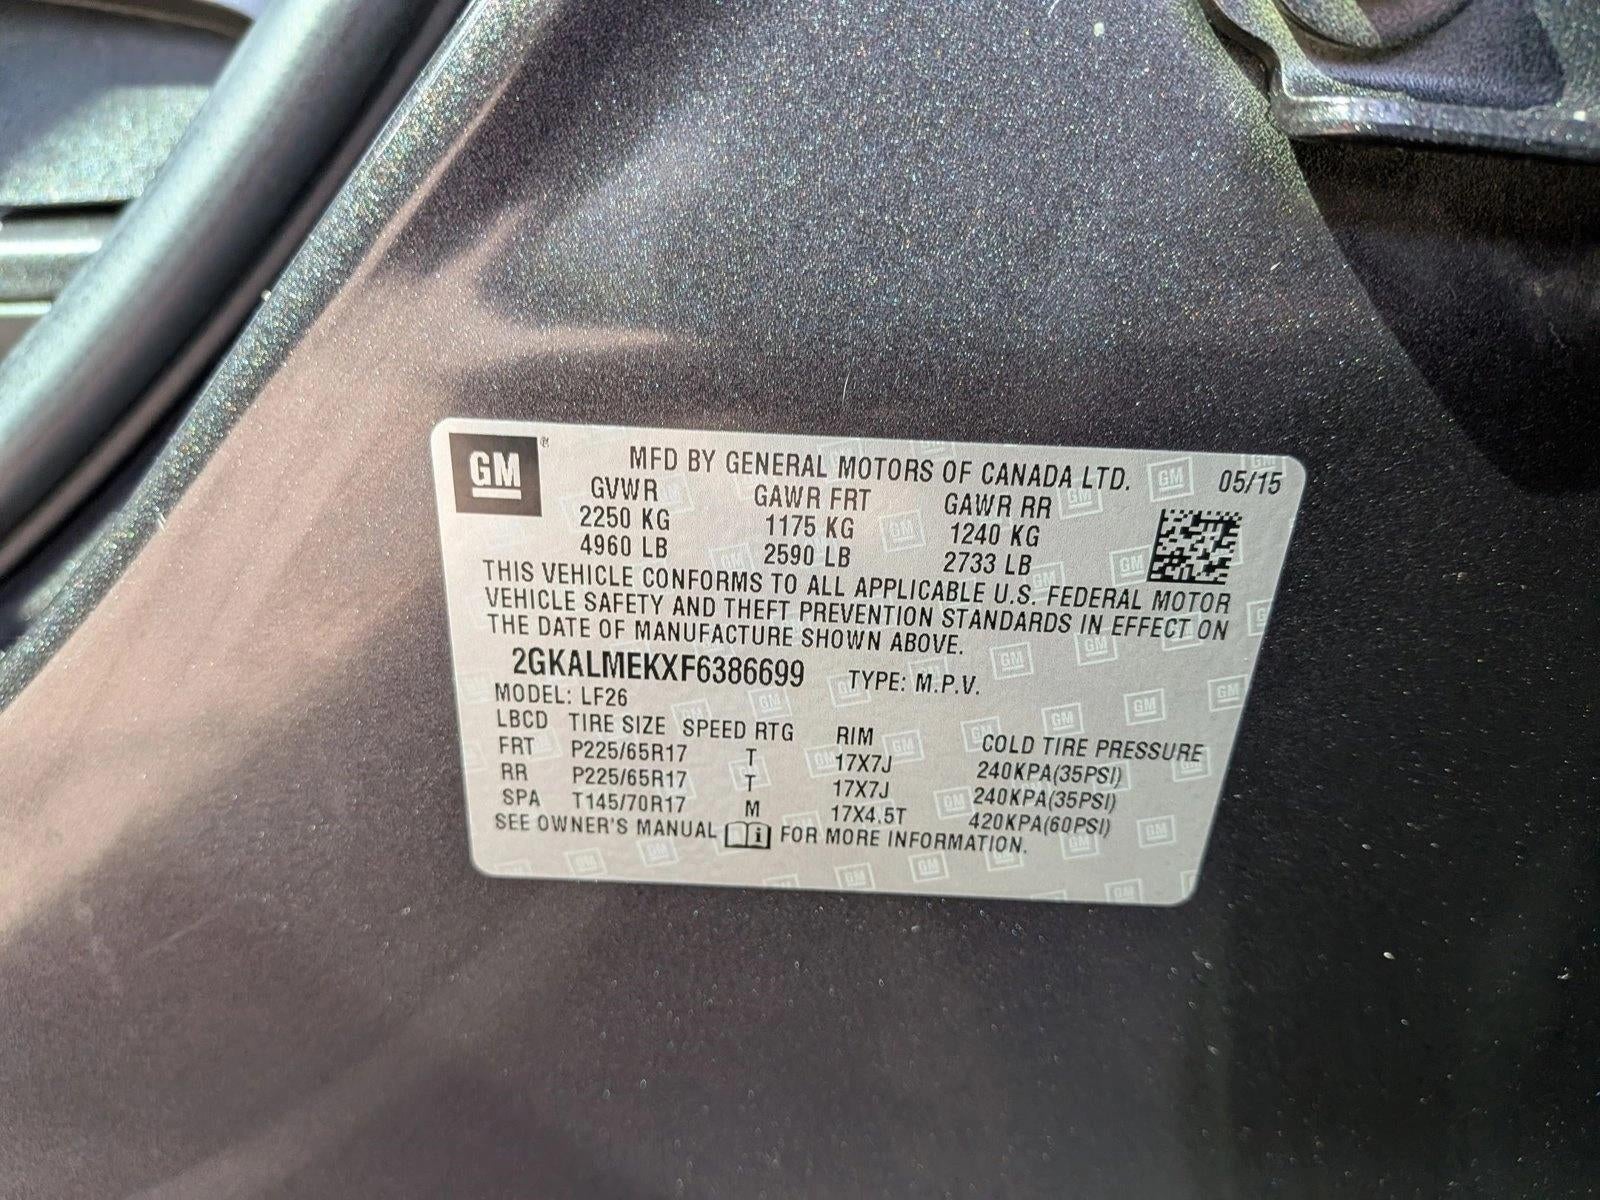 GM ®
MFD BY GENERAL MOTORS OF CANADA LTD. 05/15
GVWR GAWR FRT GAWR RR
2250 KG 1175 KG 1240 KG
4960 LB 2590 LB 2733 LB
THIS VEHICLE CONFORMS TO ALL APPLICABLE U.S. FEDERAL MOTOR
VEHICLE SAFETY AND THEFT PREVENTION STANDARDS IN EFFECT ON
THE DATE OF MANUFACTURE SHOWN ABOVE.
2GKALMEKXF6386699 TYPE: M.P.V.
MODEL: LF26
LBCD TIRE SIZE SPEED RTG RIM COLD TIRE PRESSURE
FRT P225/65R17 T 17X7J 240KPA(35PSI)
RR P225/65R17 T 17X7J 240KPA(35PSI)
SPA T145/70R17 M 17X4.5T 420KPA(60PSI)
SEE OWNER'S MANUAL i FOR MORE INFORMATION.